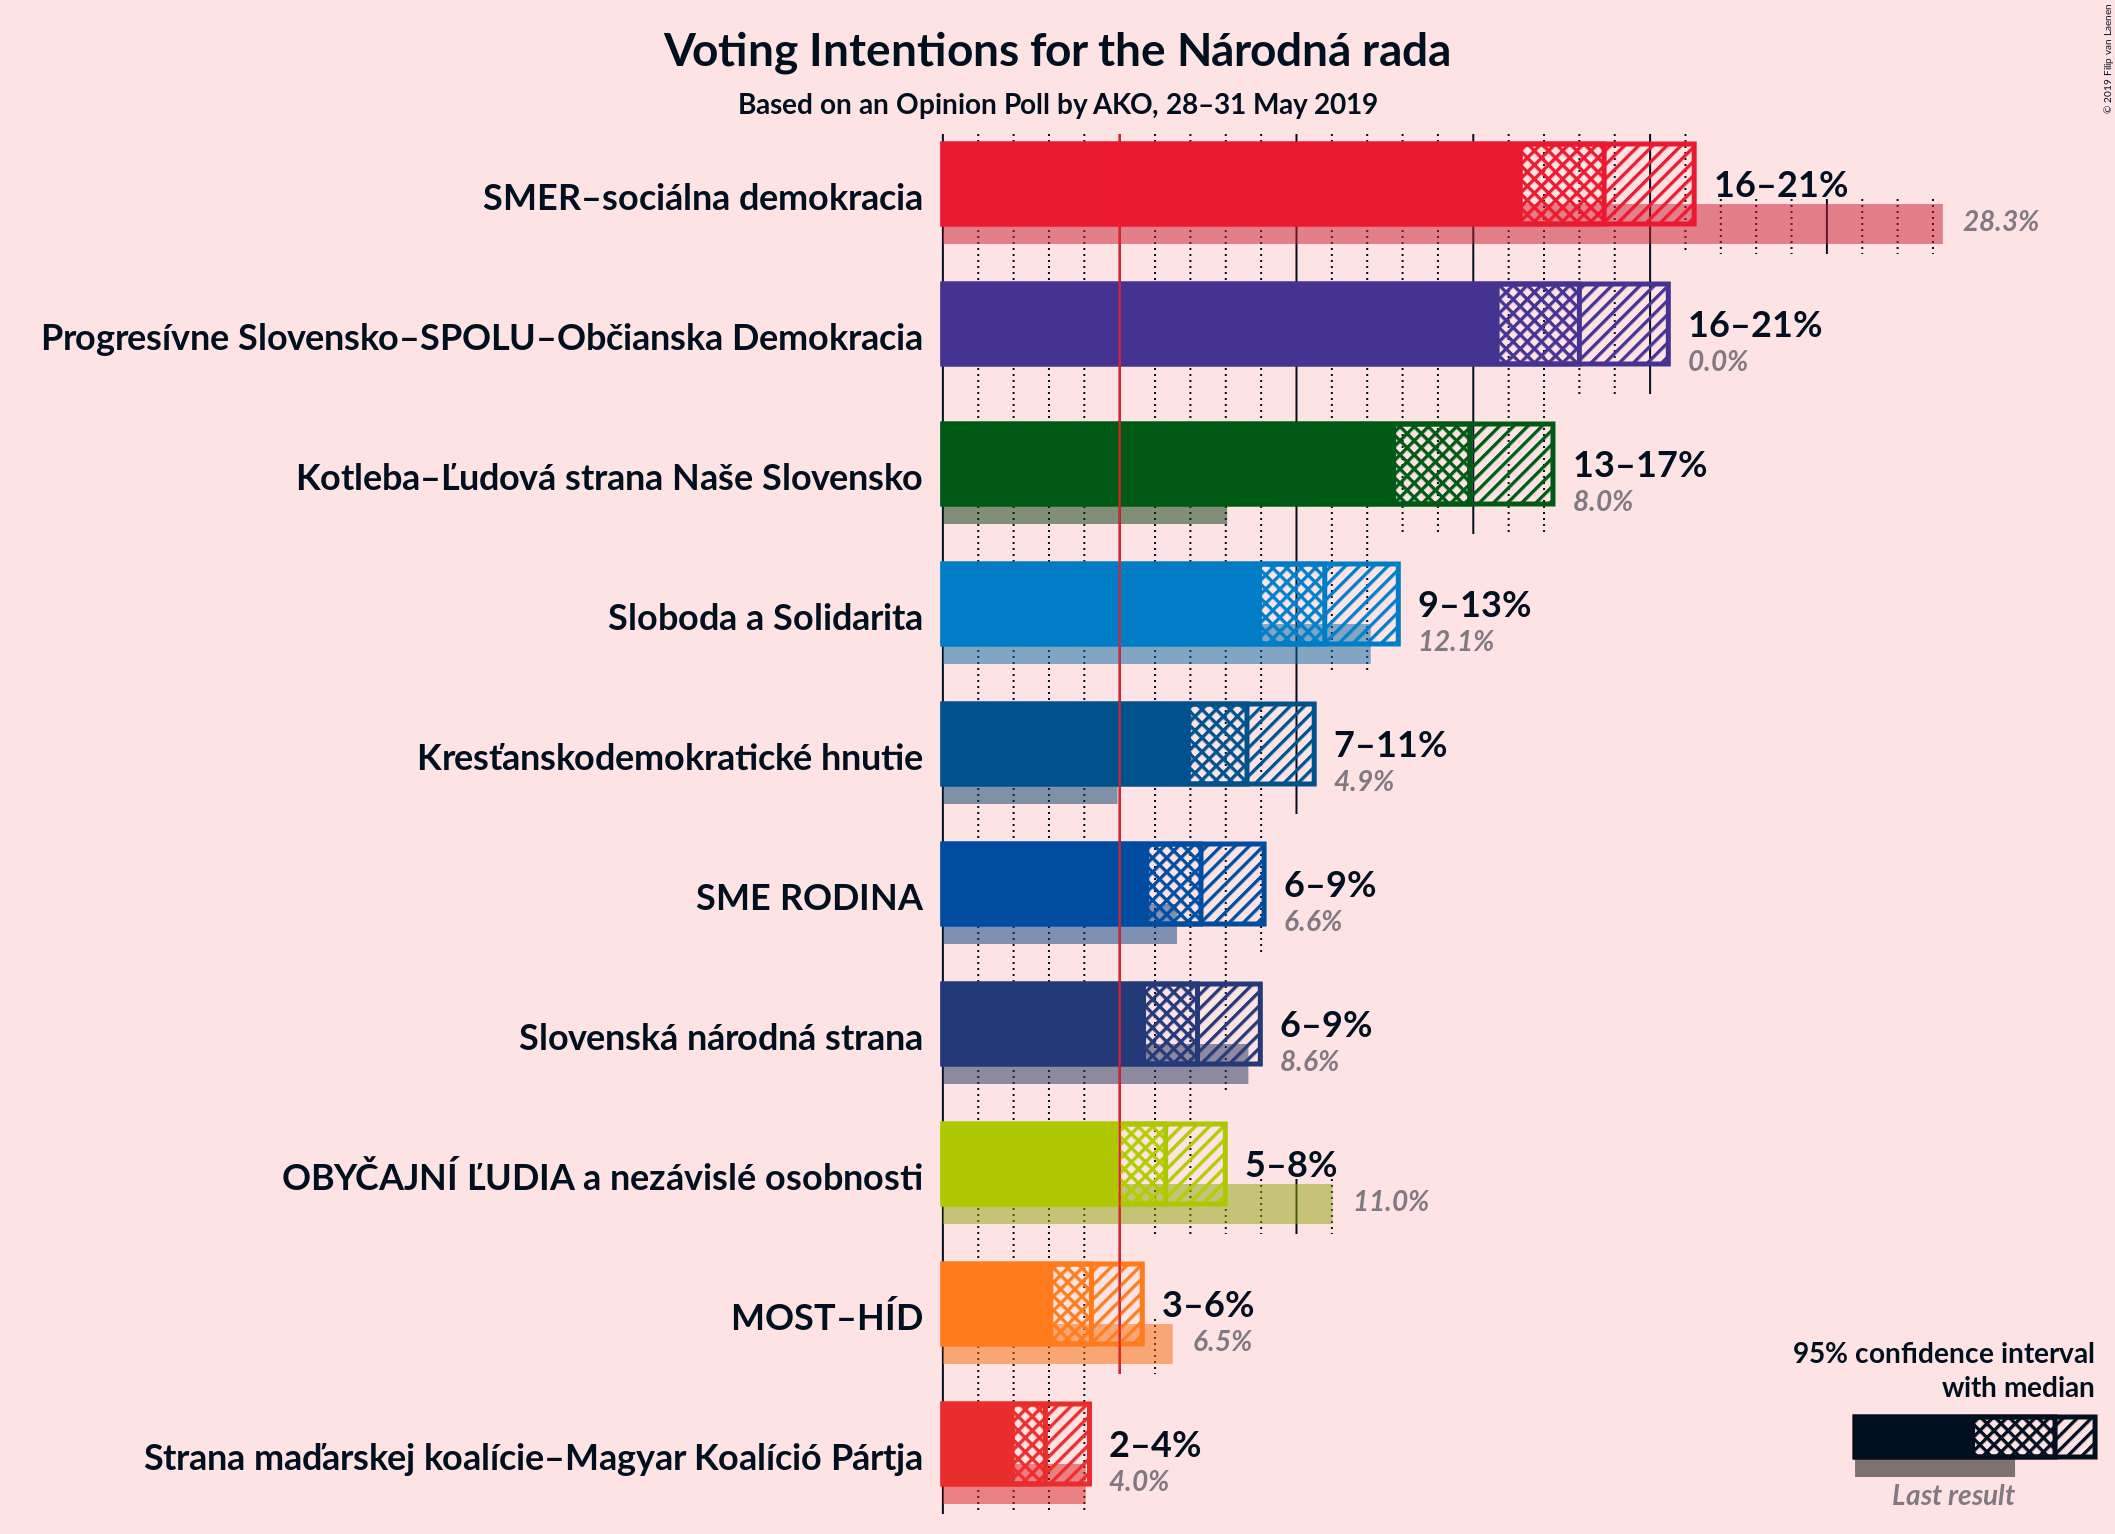 Voting Intentions for the Národná rada
Based on an Opinion Poll by AKO, 28–31 May 2019
© 2019 Filip van Laenen
SMER–sociálna demokracia
16–21%
28.3%
Progresívne Slovensko–SPOLU–Občianska Demokracia
16–21%
0.0%
Kotleba–Ľudová strana Naše Slovensko
13–17%
8.0%
Sloboda a Solidarita
9–13%
12.1%
Kresťanskodemokratické hnutie
7–11%
4.9%
SME RODINA
6–9%
6.6%
Slovenská národná strana
6–9%
8.6%
OBYČAJNÍ ĽUDIA a nezávislé osobnosti
5–8%
11.0%
MOST–HÍD
3–6%
6.5%
Strana maďarskej koalície–Magyar Koalíció Pártja
2–4%
4.0%
95% confidence interval
with median
Last result